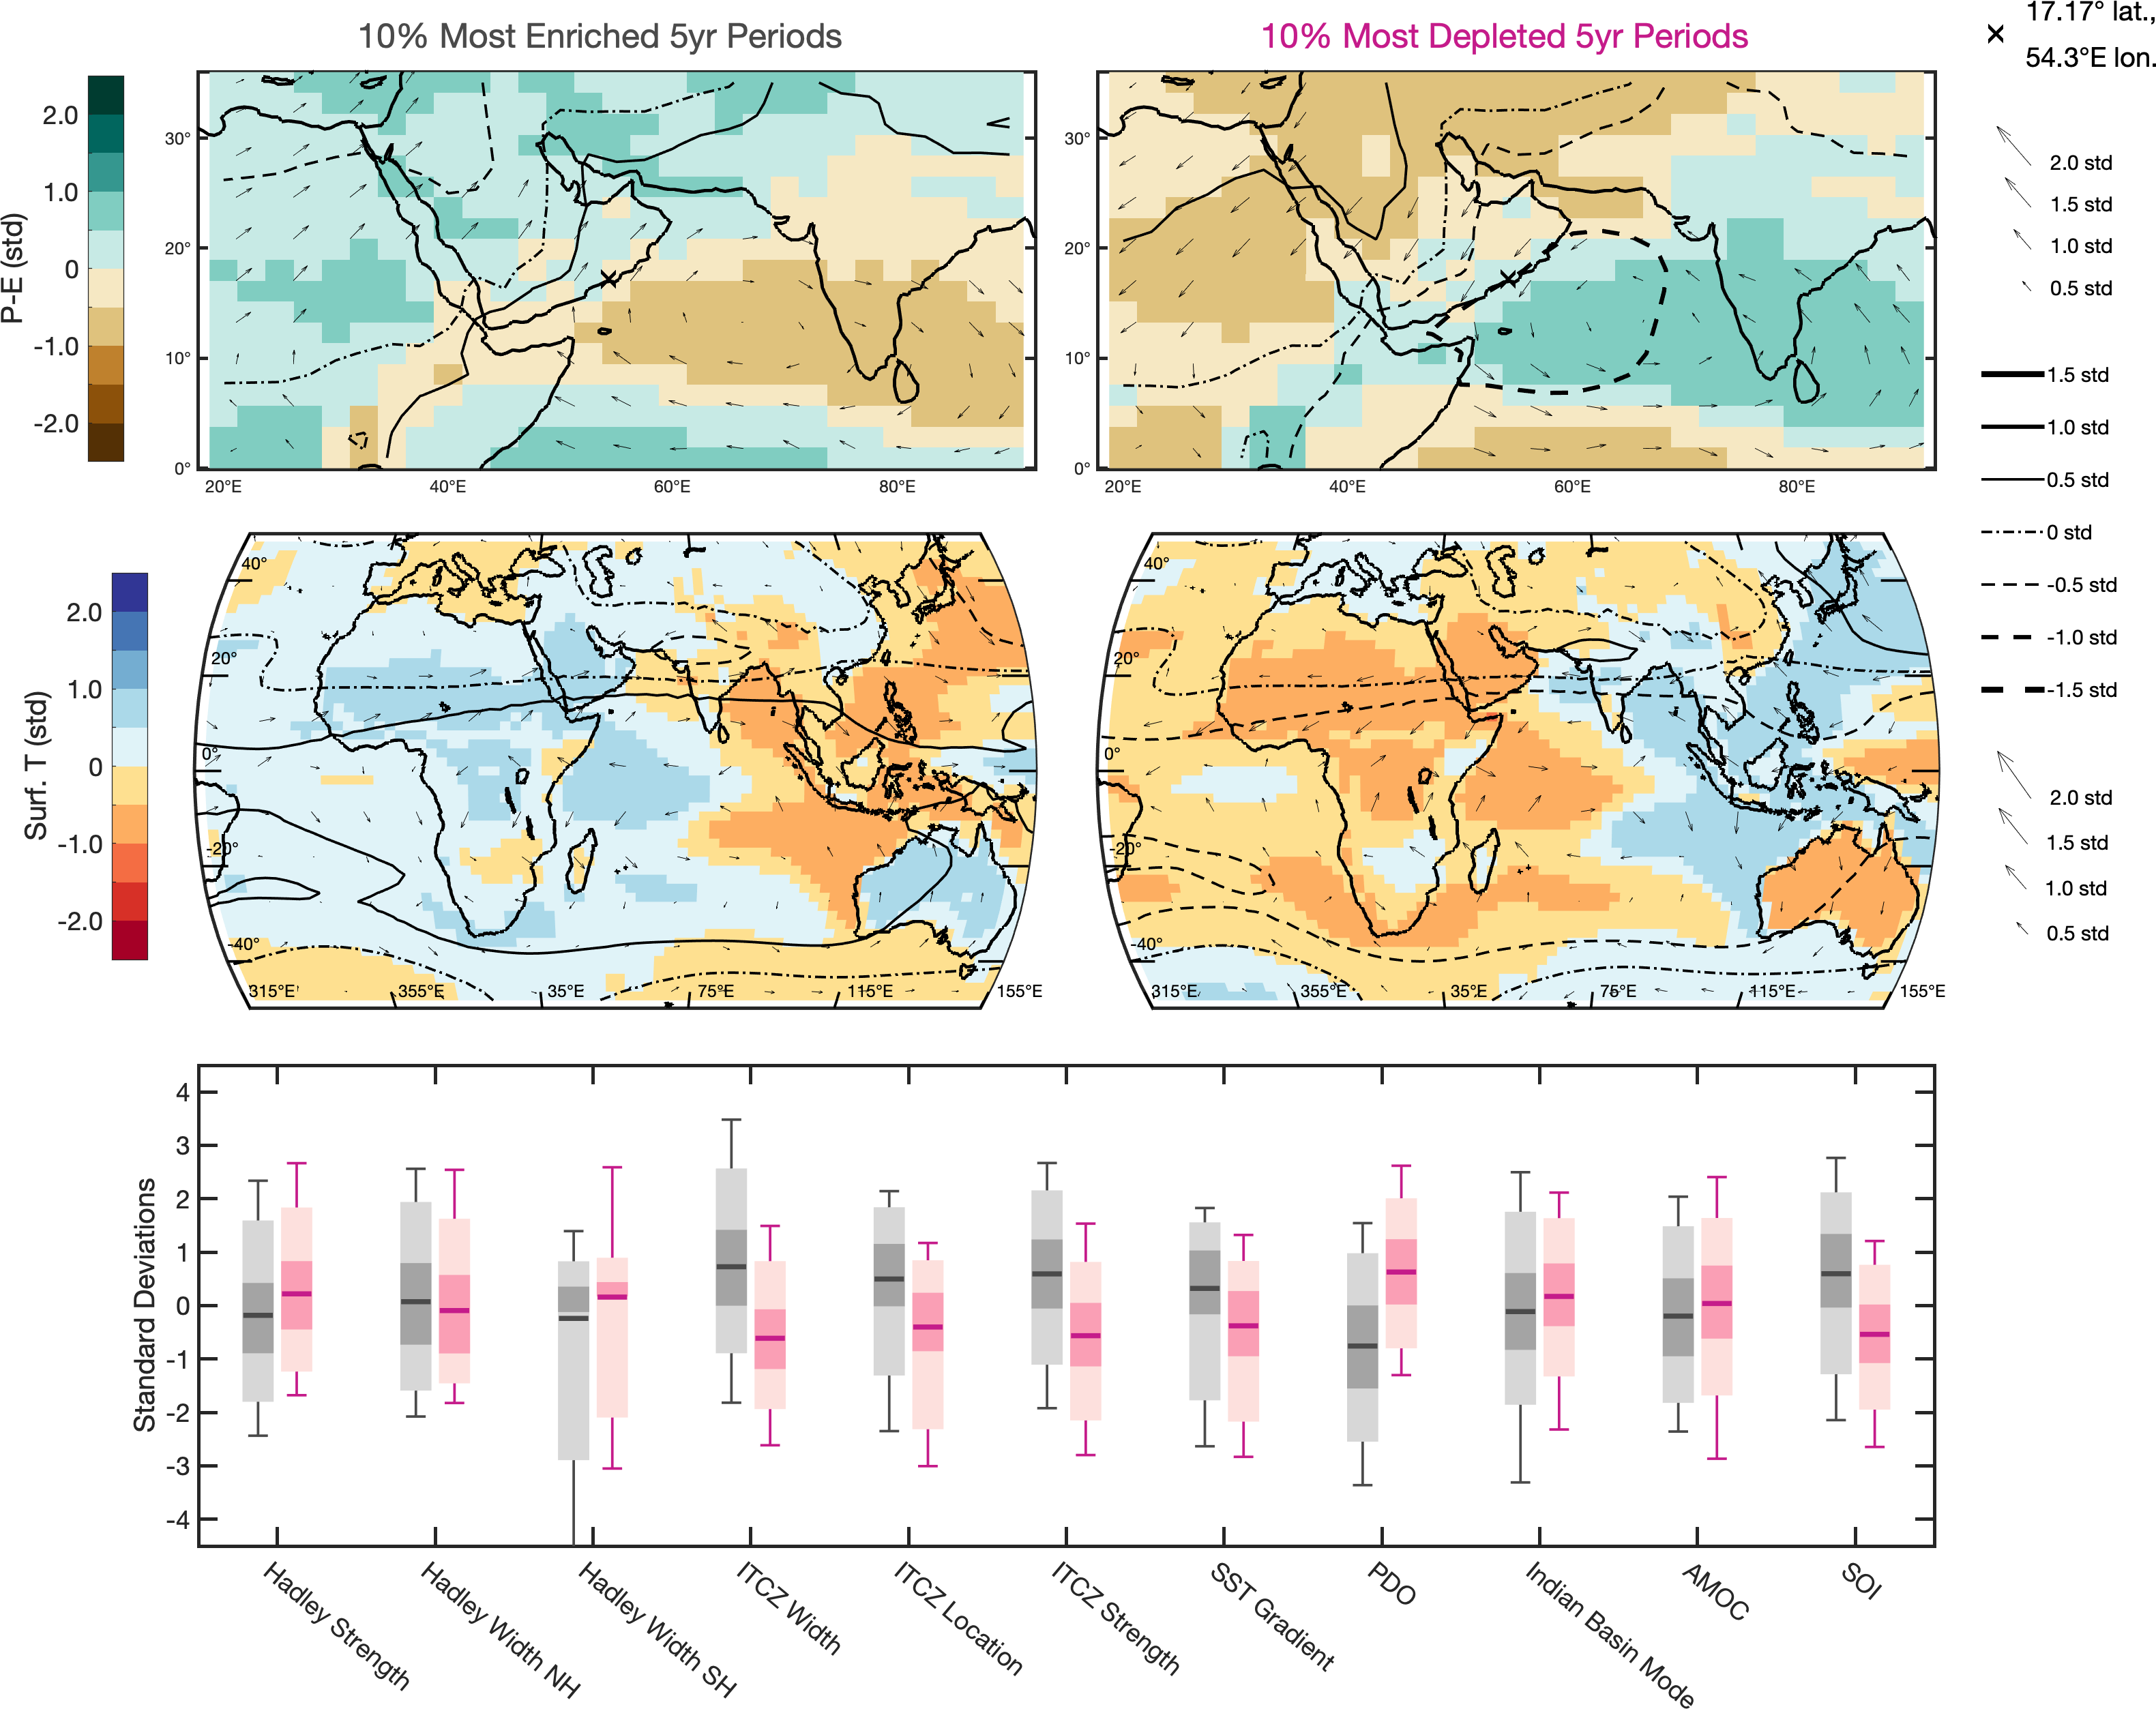 10% Most Enriched 5yr Periods
10% Most Depleted 5yr Periods
17.17° lat.,
54.3°E lon.
P-E (std)
2.0
1.0
0
-1.0
-2.0
30°
20°
10°
0°
20°E
40°E
60°E
80°E
30°
20°
10°
0°
20°E
40°E
60°E
80°E
2.0 std
1.5 std
1.0 std
0.5 std
1.5 std
1.0 std
0.5 std
0 std
-0.5 std
-1.0 std
-1.5 std
Surf. T (std)
2.0
1.0
0
-1.0
-2.0
40°
20°
0°
-20°
-40°
315°E
355°E
35°E
75°E
115°E
155°E
40°
20°
0°
-20°
-40°
315°E
355°E
35°E
75°E
115°E
155°E
2.0 std
1.5 std
1.0 std
0.5 std
Standard Deviations
4
3
2
1
0
-1
-2
-3
-4
Hadley Strength
Hadley Width NH
Hadley Width SH
ITCZ Width
ITCZ Location
ITCZ Strength
SST Gradient
PDO
Indian Basin Mode
AMOC
SOI